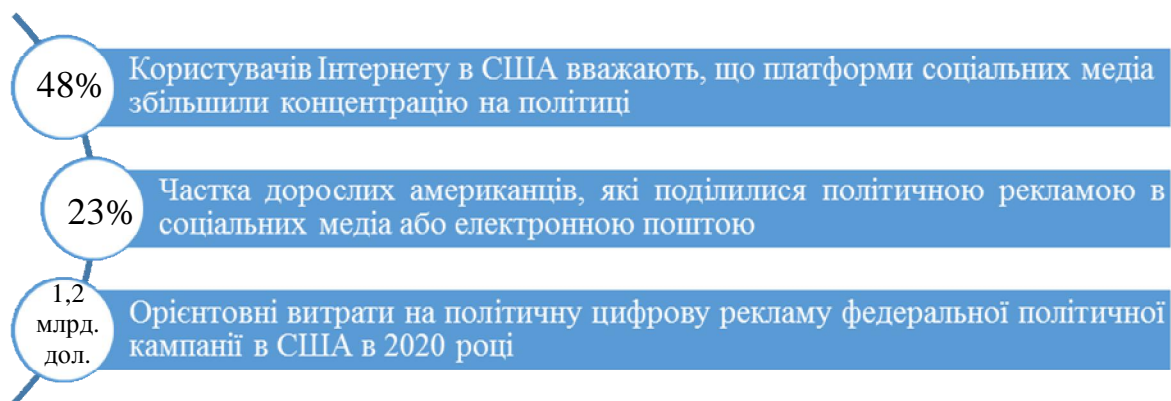 48%
Користувачів Інтернету в США вважають, що платформи соціальних медіа
збільшили концентрацію на політиці
23%
Частка дорослих американців, які поділилися політичною рекламою в
соціальних медіа або електронною поштою
1,2
млрд.
дол.
Орієнтовні витрати на політичну цифрову рекламу федеральної політичної
кампанії в США в 2020 році